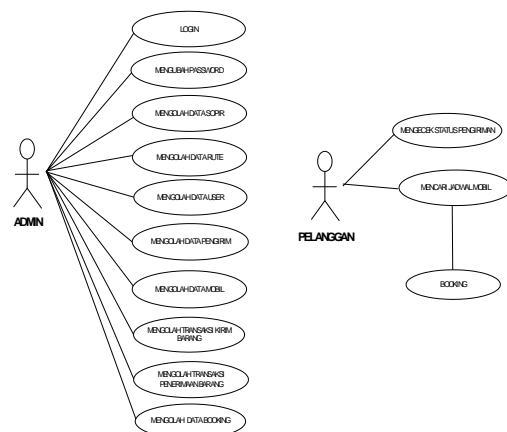 LOGIN
MENGUBAH PASSWORD
MENGOLAH DATA SOPIR
MENGOLAH DATA RUTE
MENGOLAH DATA USER
MENGOLAH DATA PENGIRIM
MENGOLAH DATA MOBIL
MENGOLAH TRANSAKSI KIRIM
BARANG
MENGOLAH TRANSAKSI
PENERIMAAN BARANG
MENGOLAH DATA BOOKING
ADMIN
MENGECEK STATUS PENGIRIMAN
MENCARI JADWAL MOBIL
BOOKING
PELANGGAN